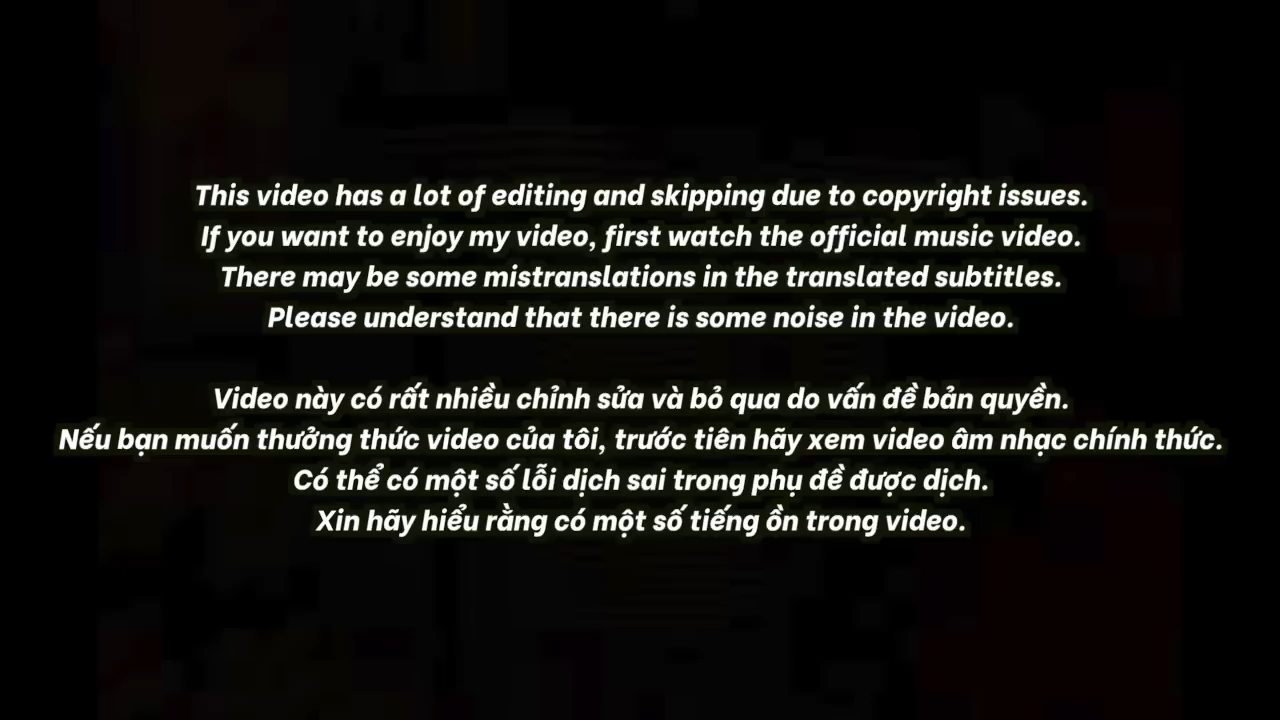 This video has a lot of editing and skipping due to copyright issues.
If you want to enjoy my video, first watch the official music video.
There may be some mistranslations in the translated subtitles.
Please understand that there is some noise in the video.
Video này có rất nhiều chỉnh sửa và bỏ qua do vấn đề bản quyền.
Nếu bạn muốn thưởng thức video của tôi, trước tiên hãy xem video âm nhạc chính thức.
Có thể có một số lỗi dịch sai trong phụ đề được dịch.
Xin hãy hiểu rằng có một số tiếng ồn trong video.